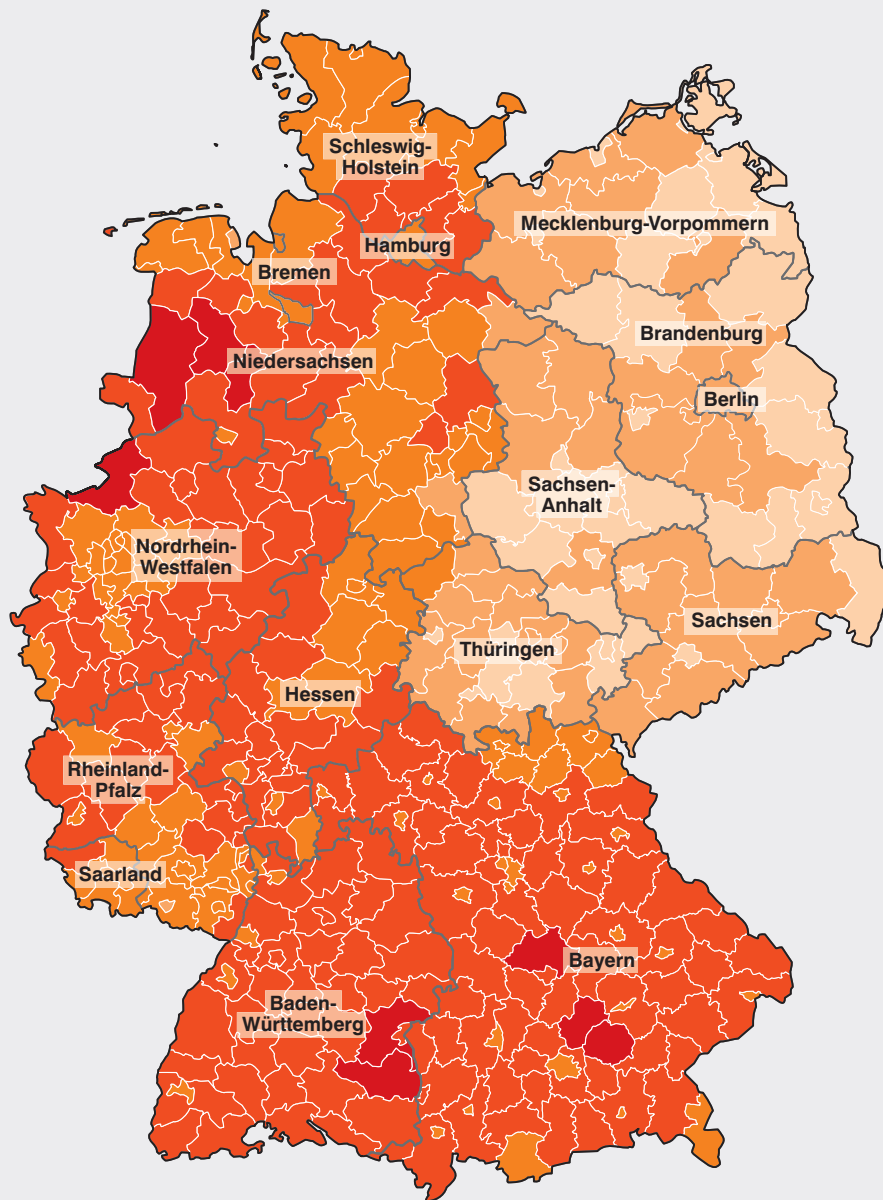 Schleswig-
Holstein
Mecklenburg-Vorpommern
Hamburg
Bremen
Brandenburg
Niedersachsen
Berlin
Sachsen-
Anhalt
Nordrhein-
Westfalen
Sachsen
Thüringen
Hessen
Rheinland-
Pfalz
Saarland
Bayern
Baden-
Württemberg